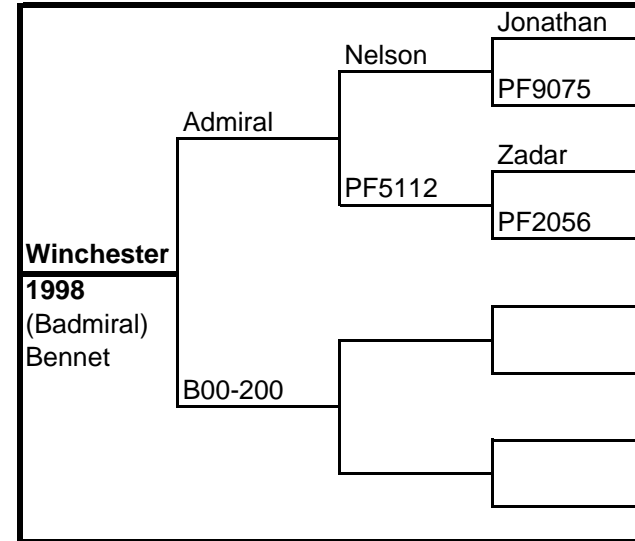 Jonathan
Nelson
PF9075
Admiral
Zadar
PF5112
PF2056
Winchester
1998
(Badmiral)
Bennet
B00-200